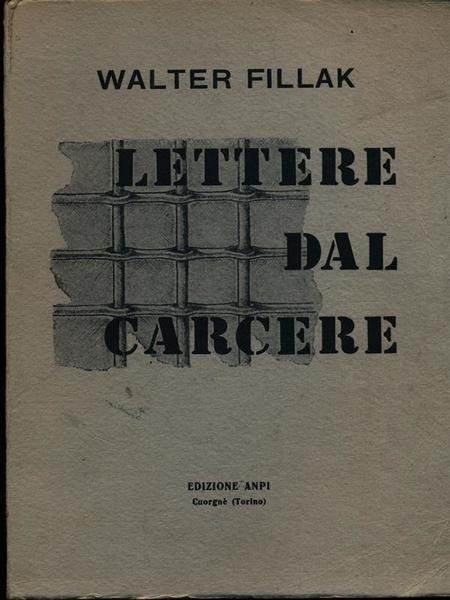 WALTER FILLAK
LETTERE
DAL
CARCERE
EDIZIONE ANPI
Cuorgnè (Torino)